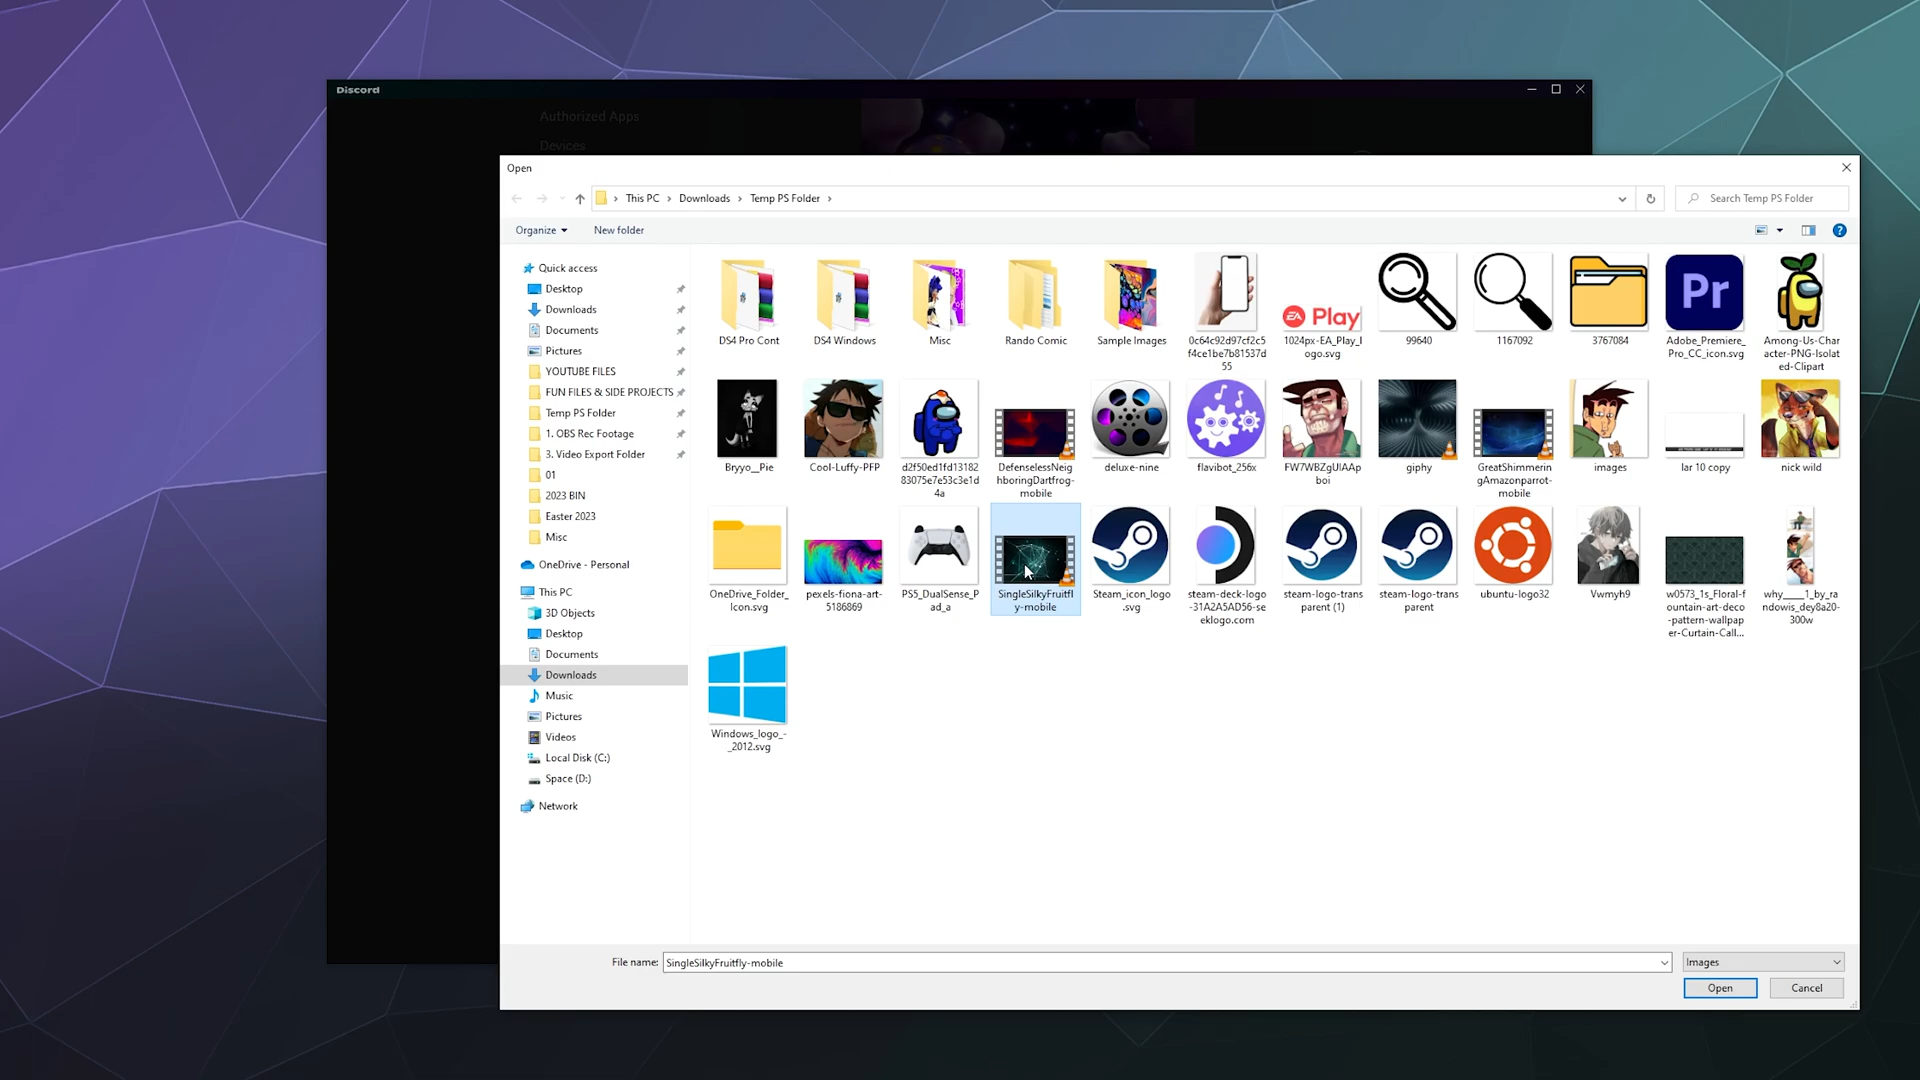 Discord
Authorized Apps
Devices
Open
This PC
Downloads
Temp PS Folder
Search Temp PS Folder
Organize
New folder
Quick access
Desktop
Downloads
Documents
Pictures
YOUTUBE FILES
FUN FILES & SIDE PROJECTS
Temp PS Folder
1. OBS Rec Footage
3. Video Export Folder
01
2023 BIN
Easter 2023
Misc
OneDrive - Personal
This PC
3D Objects
Desktop
Documents
Downloads
Music
Pictures
Videos
Local Disk (C:)
Space (D:)
Network
DS4 Pro Cont
DS4 Windows
Misc
Rando Comic
Sample Images
0c64c92d97cf2c5
f4ce1be7b81537d
55
EA Play
1024px-EA_Play_l
ogo.svg
99640
1167092
3767084
Pr
Adobe_Premiere_
Pro_CC_icon.svg
Among-Us-Char
acter-PNG-Isolat
ed-Clipart
Bryyo__Pie
Cool-Luffy-PFP
d2f50ed1fd13182
83075e7e53c3e1d
4a
DefenselessNeig
hboringDartfrog-
mobile
deluxe-nine
flavibot_256x
FW7WBZgUIAAp
boi
giphy
GreatShimmerin
gAmazonparrot-
mobile
images
lar 10 copy
nick wild
OneDrive_Folder_
Icon.svg
pexels-fiona-art-
5186869
PS5_DualSense_P
ad_a
SingleSilkyFruitfl
y-mobile
Steam_icon_logo
.svg
steam-deck-logo
-31A2A5AD56-se
eklogo.com
steam-logo-trans
parent (1)
steam-logo-trans
parent
ubuntu-logo32
Vwmyh9
w0573_1s_Floral-f
ountain-art-deco
-pattern-wallpap
er-Curtain-Call...
why____1_by_ra
ndowis_dey8a20-
300w
Windows_logo_-
_2012.svg
File name:
SingleSilkyFruitfly-mobile
Images
Open
Cancel